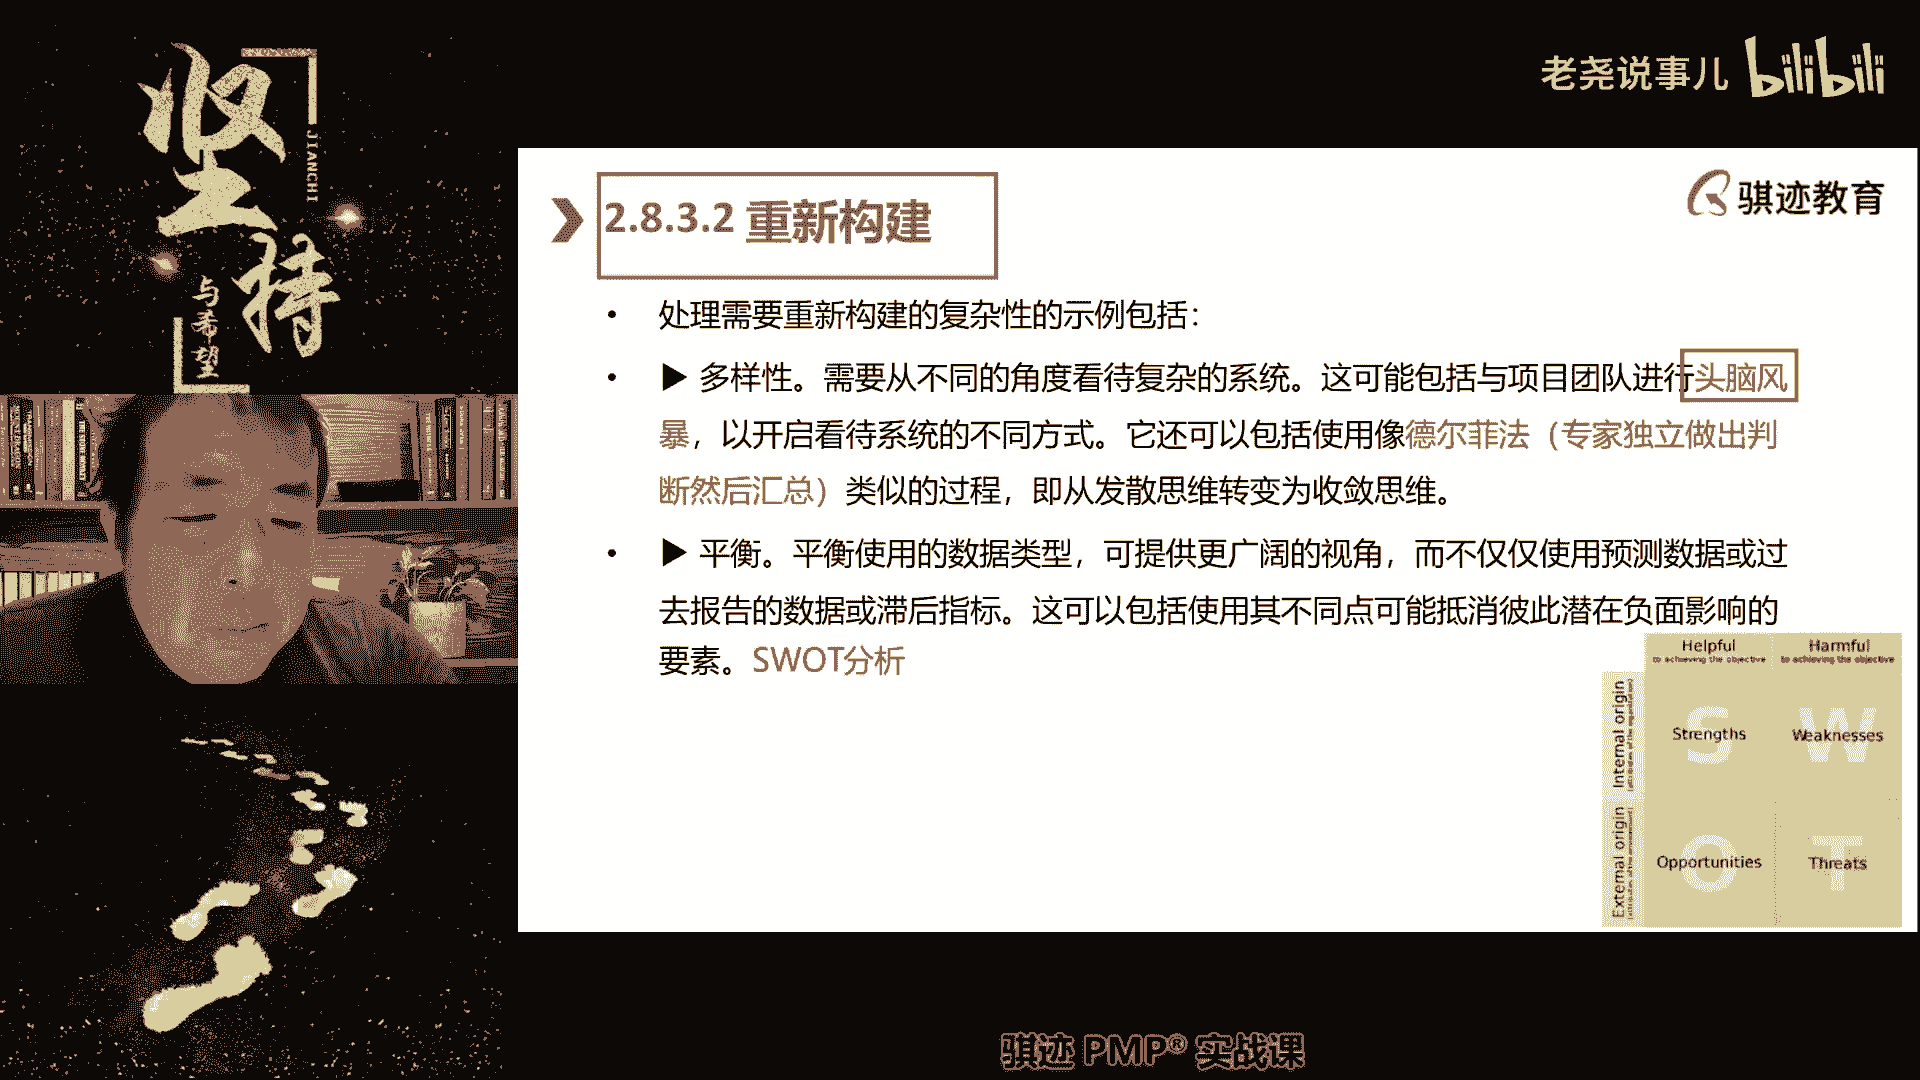 坚持
JIANCHI
与希望
老尧说事儿 bilibili
骐迹教育
2.8.3.2 重新构建
• 处理需要重新构建的复杂性的示例包括：
• ▶ 多样性。需要从不同的角度看待复杂的系统。这可能包括与项目团队进行头脑风
暴，以开启看待系统的不同方式。它还可以包括使用像德尔菲法（专家独立做出判
断然后汇总）类似的过程，即从发散思维转变为收敛思维。
• ▶ 平衡。平衡使用的数据类型，可提供更广阔的视角，而不仅仅使用预测数据或过
去报告的数据或滞后指标。这可以包括使用其不同点可能抵消彼此潜在负面影响的
要素。SWOT分析
Helpful
to achieving the objective
Harmful
to achieving the objective
Internal origin
S
Strengths
W
Weaknesses
External origin
O
Opportunities
T
Threats
骐迹 PMP® 实战课